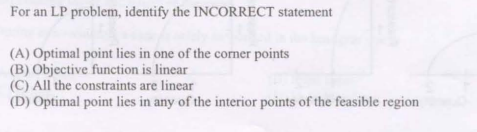 For an LP problem, identify the INCORRECT statement
(A) Optimal point lies in one of the corner points
(B) Objective function is linear
(C) All the constraints are linear
(D) Optimal point lies in any of the interior points of the feasible region